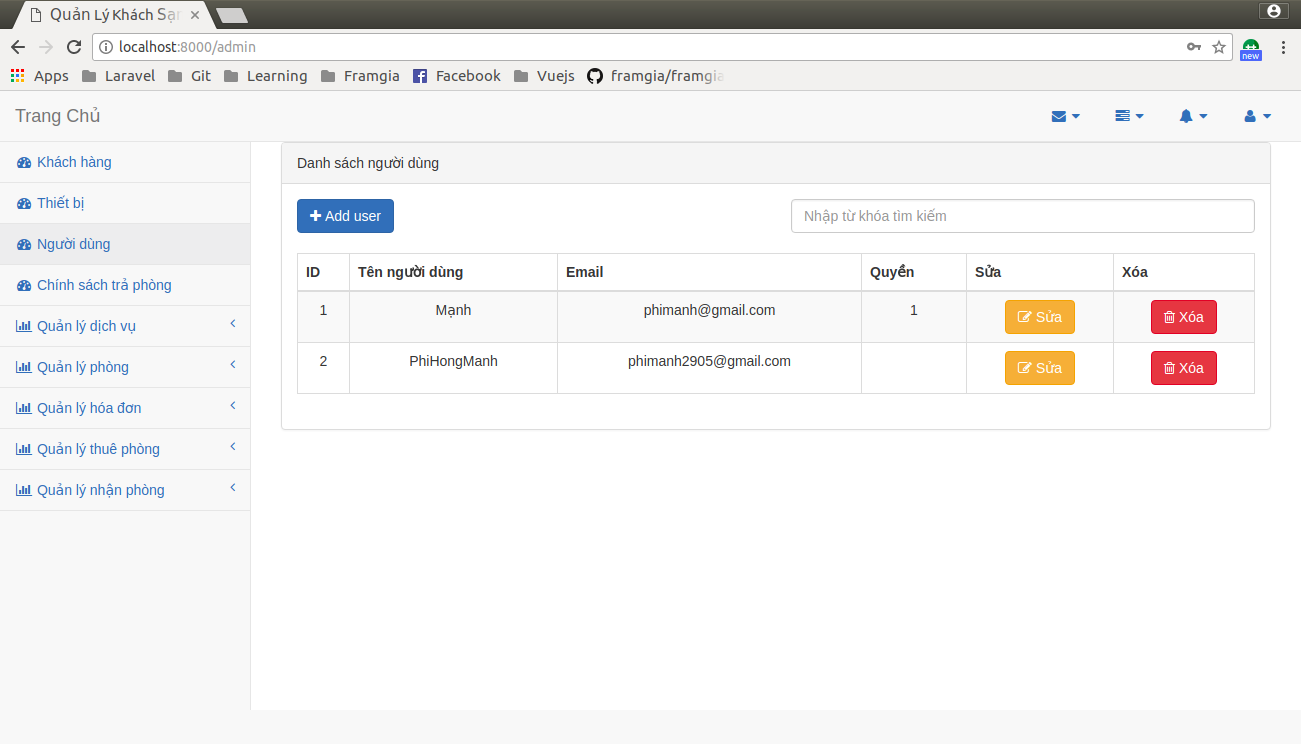 Quản Lý Khách Sạn
localhost:8000/admin
new
Apps Laravel Git Learning Framgia Facebook Vuejs framgia/framgia
Trang Chủ
Khách hàng
Thiết bị
Người dùng
Chính sách trả phòng
Quản lý dịch vụ
Quản lý phòng
Quản lý hóa đơn
Quản lý thuê phòng
Quản lý nhận phòng
Danh sách người dùng
Add user
Nhập từ khóa tìm kiếm
ID Tên người dùng Email Quyền Sửa Xóa
1 Mạnh phimanh@gmail.com 1 Sửa Xóa
2 PhiHongManh phimanh2905@gmail.com Sửa Xóa